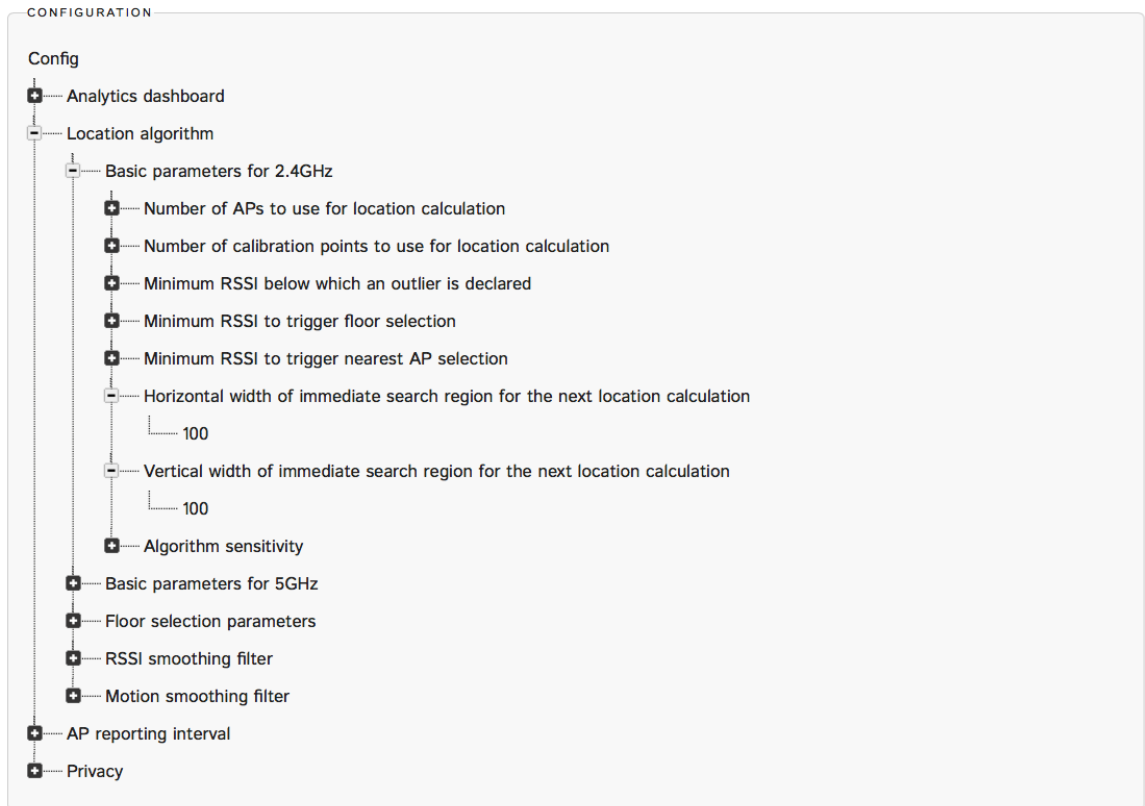 CONFIGURATION
Config
Analytics dashboard
Location algorithm
Basic parameters for 2.4GHz
Number of APs to use for location calculation
Number of calibration points to use for location calculation
Minimum RSSI below which an outlier is declared
Minimum RSSI to trigger floor selection
Minimum RSSI to trigger nearest AP selection
Horizontal width of immediate search region for the next location calculation
100
Vertical width of immediate search region for the next location calculation
100
Algorithm sensitivity
Basic parameters for 5GHz
Floor selection parameters
RSSI smoothing filter
Motion smoothing filter
AP reporting interval
Privacy